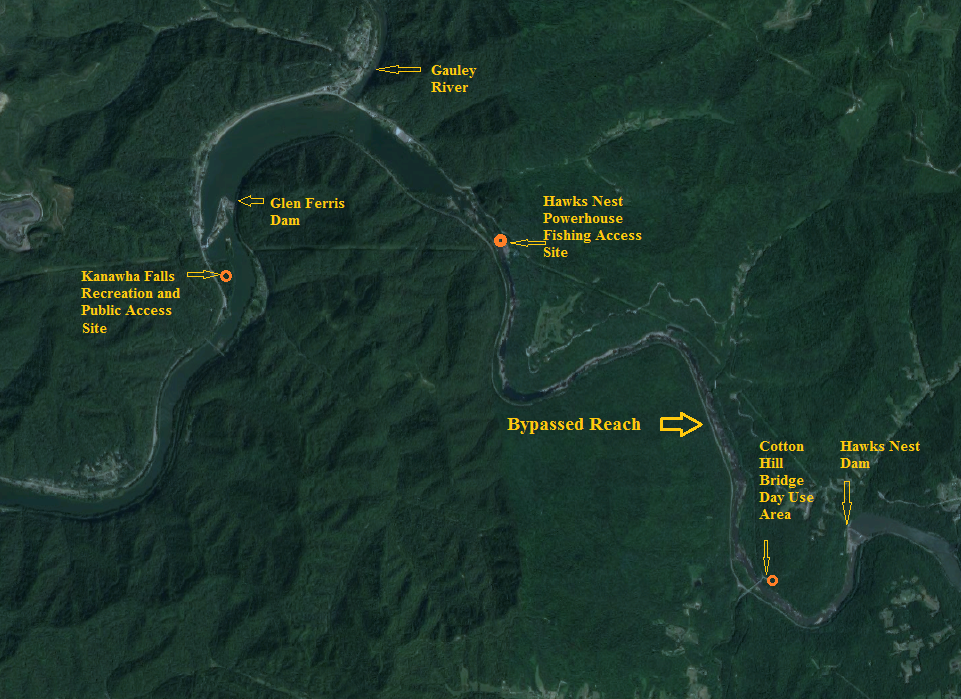 Gauley
River
Glen Ferris
Dam
Hawks Nest
Powerhouse
Fishing Access
Site
Kanawha Falls
Recreation and
Public Access
Site
Bypassed Reach
Cotton
Hill
Bridge
Day Use
Area
Hawks Nest
Dam